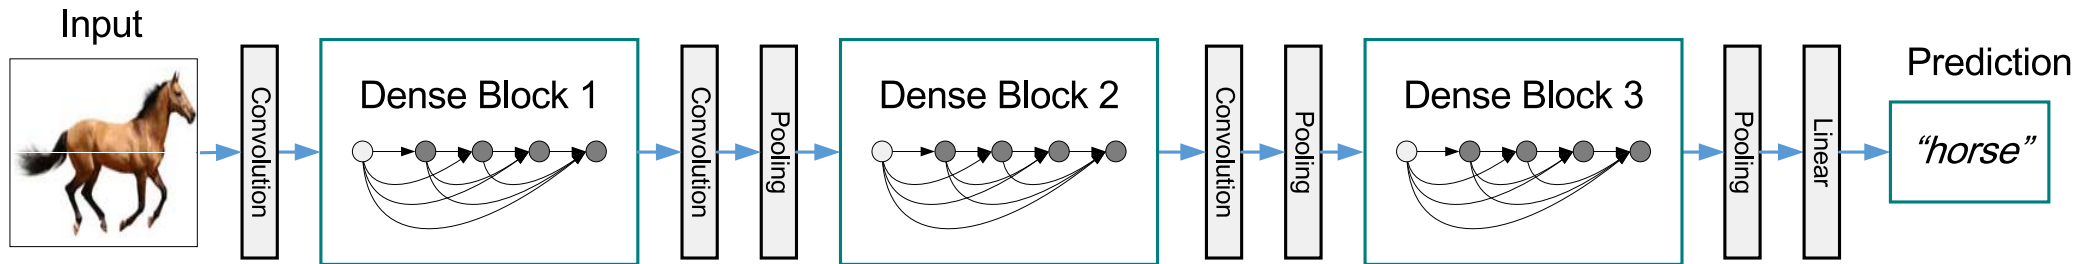 Input
Convolution
Dense Block 1
Convolution
Pooling
Dense Block 2
Convolution
Pooling
Dense Block 3
Pooling
Linear
Prediction
“horse”